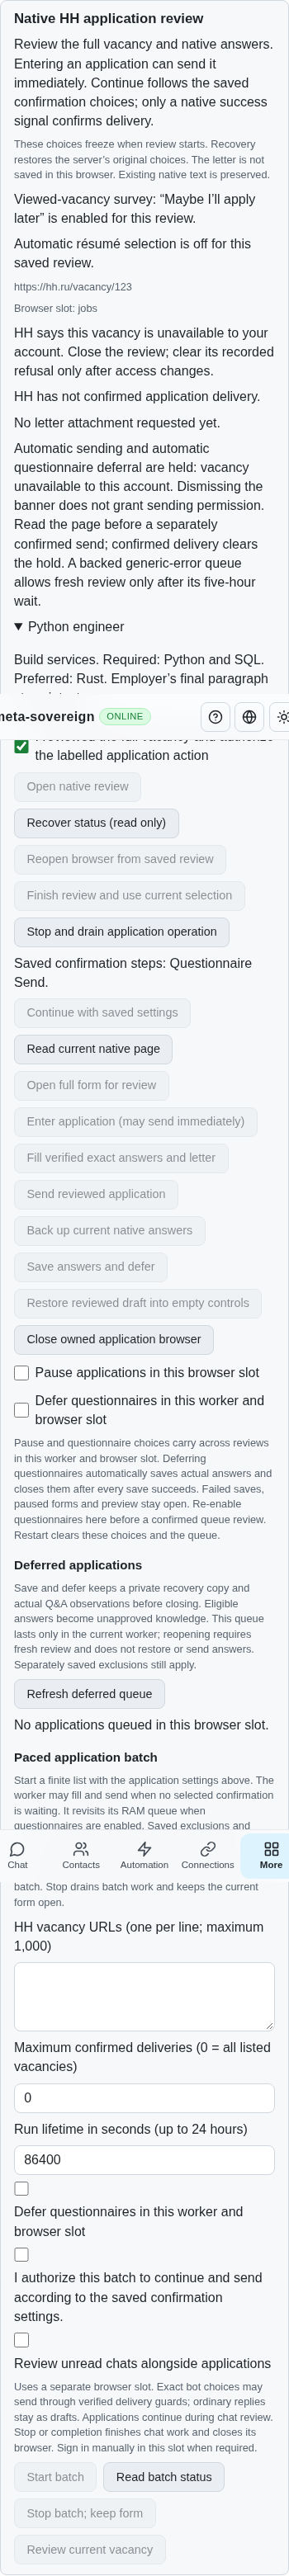 Native HH application review
Review the full vacancy and native answers.
Entering an application can send it
immediately. Continue follows the saved
confirmation choices; only a native success
signal confirms delivery.
These choices freeze when review starts. Recovery
restores the server's original choices. The letter is not
saved in this browser. Existing native text is preserved.
Viewed-vacancy survey: “Maybe I'll apply
later” is enabled for this review.
Automatic résumé selection is off for this
saved review.
https://hh.ru/vacancy/123
Browser slot: jobs
HH says this vacancy is unavailable to your
account. Close the review; clear its recorded
refusal only after access changes.
HH has not confirmed application delivery.
No letter attachment requested yet.
Automatic sending and automatic
questionnaire deferral are held: vacancy
unavailable to this account. Dismissing the
banner does not grant sending permission.
Read the page before a separately
confirmed send; confirmed delivery clears
the hold. A backed generic-error queue
allows fresh review only after its five-hour
wait.
▼ Python engineer
Build services. Required: Python and SQL.
Preferred: Rust. Employer's final paragraph
meta-sovereign ONLINE
the labelled application action
Open native review
Recover status (read only)
Reopen browser from saved review
Finish review and use current selection
Stop and drain application operation
Saved confirmation steps: Questionnaire
Send.
Continue with saved settings
Read current native page
Open full form for review
Enter application (may send immediately)
Fill verified exact answers and letter
Send reviewed application
Back up current native answers
Save answers and defer
Restore reviewed draft into empty controls
Close owned application browser
Pause applications in this browser slot
Defer questionnaires in this worker and
browser slot
Pause and questionnaire choices carry across reviews
in this worker and browser slot. Deferring
questionnaires automatically saves actual answers and
closes them after every save succeeds. Failed saves,
paused forms and preview stay open. Re-enable
questionnaires here before a confirmed queue review.
Restart clears these choices and the queue.
Deferred applications
Save and defer keeps a private recovery copy and
actual Q&A observations before closing. Eligible
answers become unapproved knowledge. This queue
lasts only in the current worker; reopening requires
fresh review and does not restore or send answers.
Separately saved exclusions still apply.
Refresh deferred queue
No applications queued in this browser slot.
Paced application batch
Start a finite list with the application settings above. The
worker may fill and send when no selected confirmation
is waiting. It revisits its RAM queue when
questionnaires are enabled. Saved exclusions and
Chat
Contacts
Automation
Connections
More
batch. Stop drains batch work and keeps the current
form open.
HH vacancy URLs (one per line; maximum
1,000)
Maximum confirmed deliveries (0 = all listed
vacancies)
0
Run lifetime in seconds (up to 24 hours)
86400
Defer questionnaires in this worker and
browser slot
I authorize this batch to continue and send
according to the saved confirmation
settings.
Review unread chats alongside applications
Uses a separate browser slot. Exact bot choices may
send through verified delivery guards; ordinary replies
stay as drafts. Applications continue during chat review.
Stop or completion finishes chat work and closes its
browser. Sign in manually in this slot when required.
Start batch
Read batch status
Stop batch; keep form
Review current vacancy